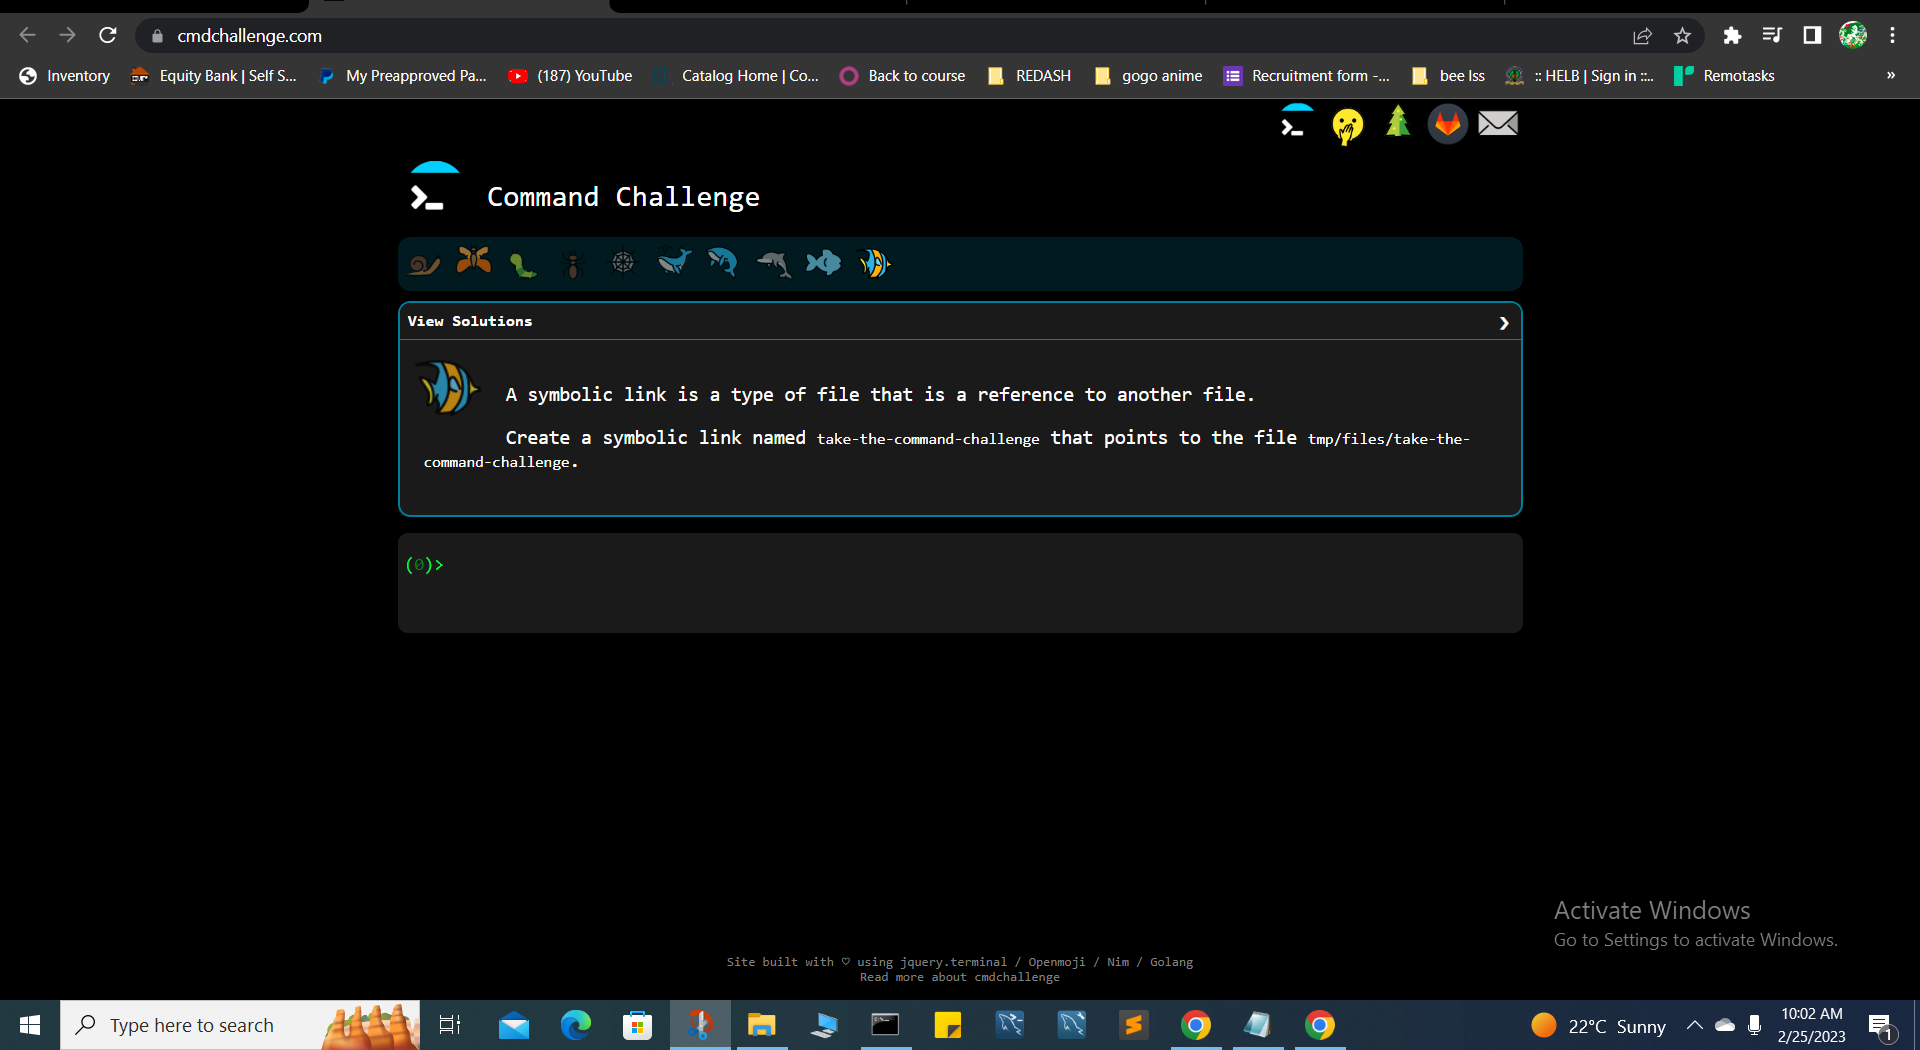 cmdchallenge.com
Inventory
Equity Bank | Self S...
My Preapproved Pa...
(187) YouTube
Catalog Home | Co...
Back to course
REDASH
gogo anime
Recruitment form -...
bee lss
:: HELB | Sign in ::..
Remotasks
»
Command Challenge
View Solutions
A symbolic link is a type of file that is a reference to another file.
Create a symbolic link named take-the-command-challenge that points to the file tmp/files/take-the-
command-challenge.
(0)>
Activate Windows
Go to Settings to activate Windows.
Site built with ♡ using jquery.terminal / Openmoji / Nim / Golang
Read more about cmdchallenge
Type here to search
22°C Sunny
10:02 AM
2/25/2023
1